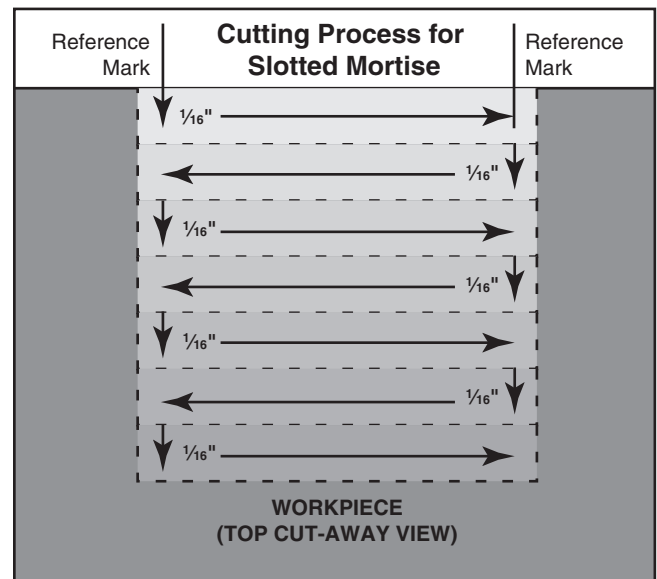 Reference
Mark
Cutting Process for
Slotted Mortise
Reference
Mark
1/16"
1/16"
1/16"
1/16"
1/16"
1/16"
1/16"
WORKPIECE
(TOP CUT-AWAY VIEW)